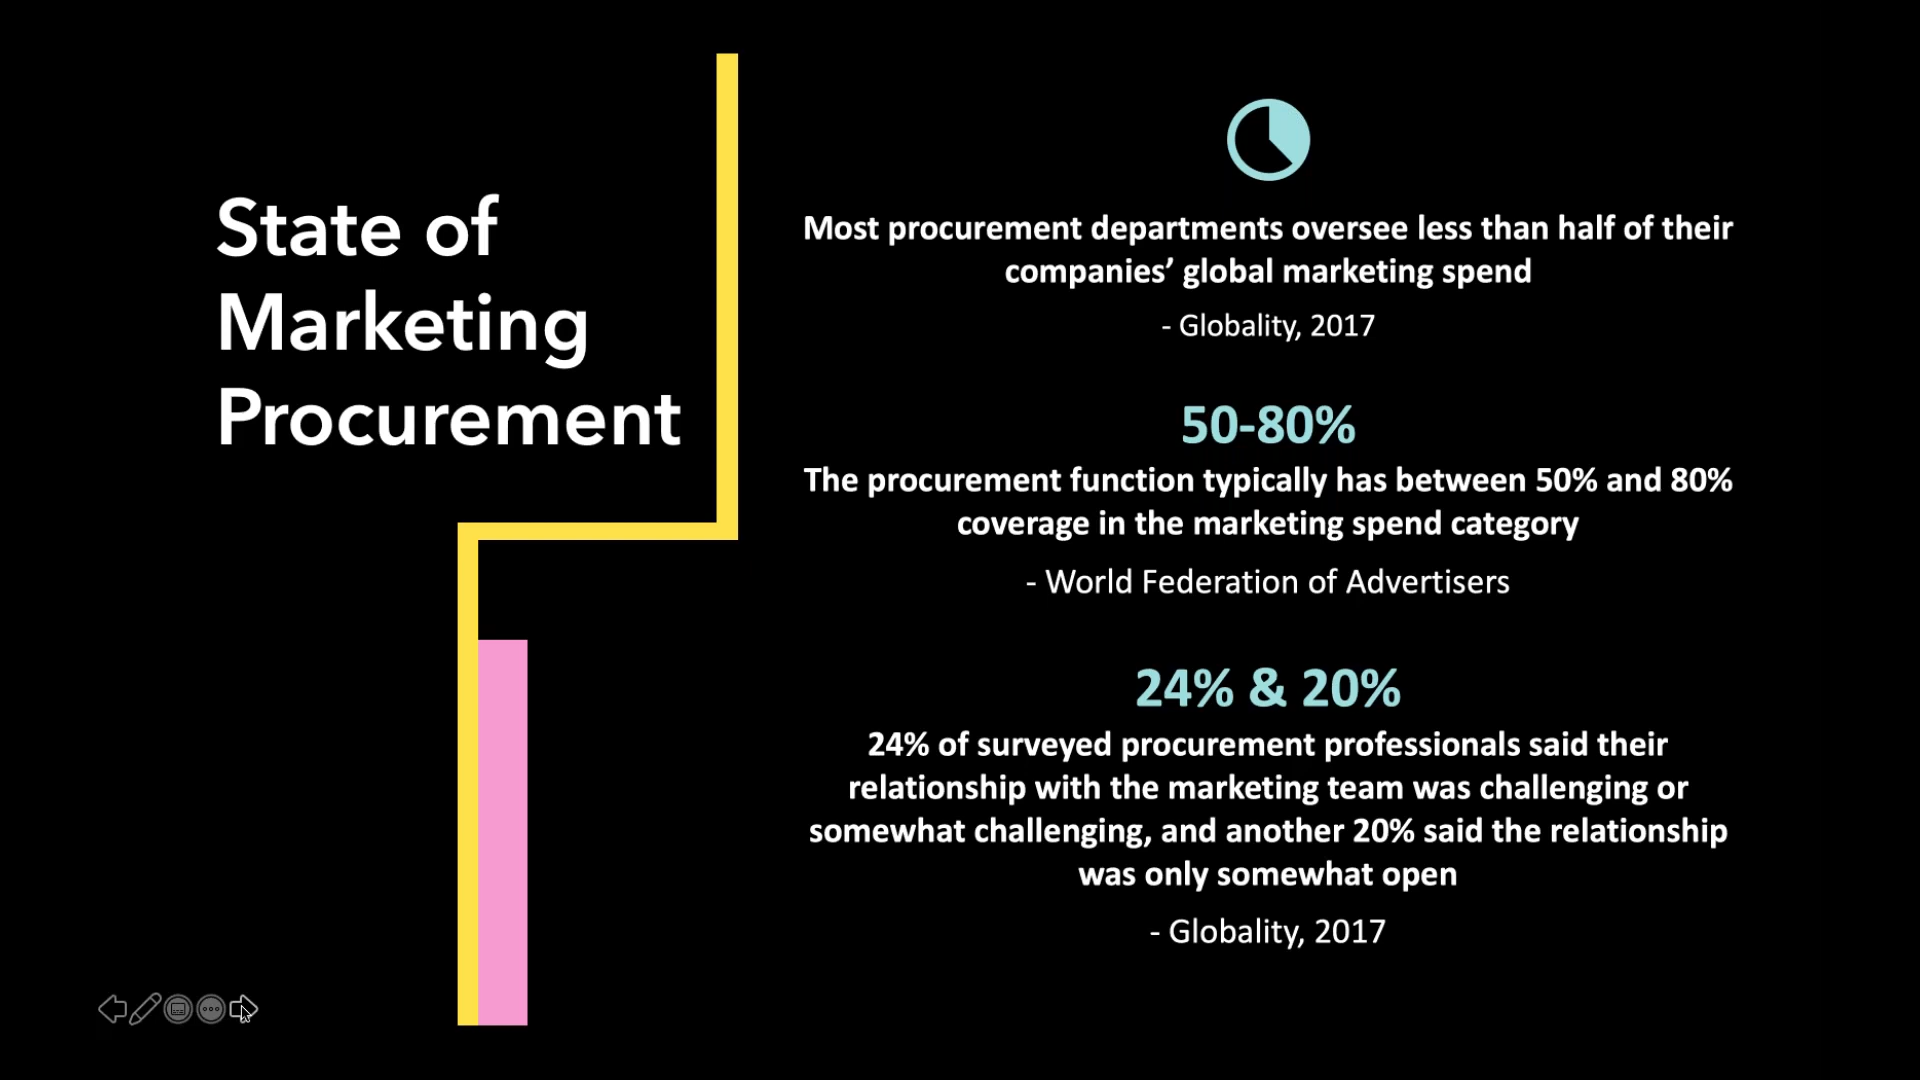 State of
Marketing
Procurement
Most procurement departments oversee less than half of their
companies’ global marketing spend
- Globality, 2017
50-80%
The procurement function typically has between 50% and 80%
coverage in the marketing spend category
- World Federation of Advertisers
24% & 20%
24% of surveyed procurement professionals said their
relationship with the marketing team was challenging or
somewhat challenging, and another 20% said the relationship
was only somewhat open
- Globality, 2017